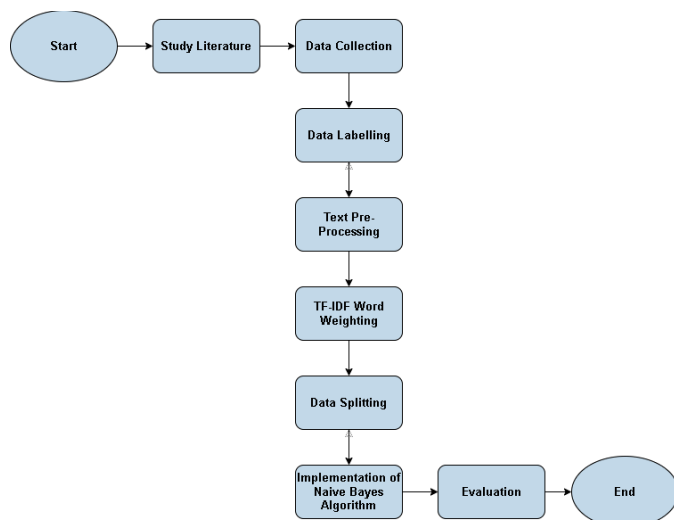 Start
Study Literature
Data Collection
Data Labelling
Text Pre-
Processing
TF-IDF Word
Weighting
Data Splitting
Implementation of
Naive Bayes
Algorithm
Evaluation
End